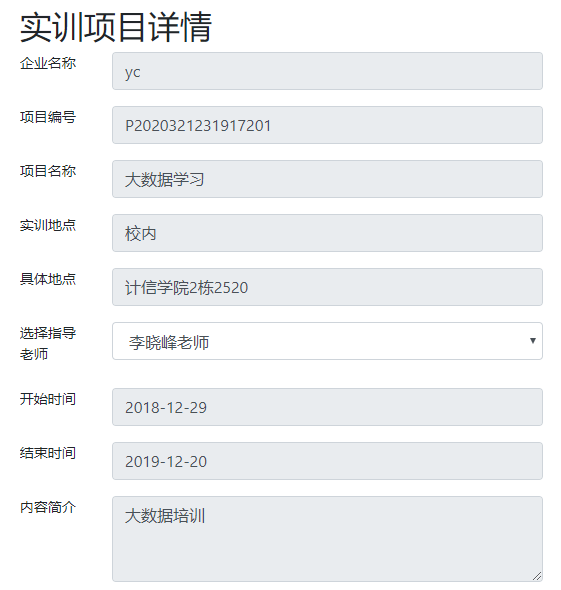 实训项目详情
企业名称
yc
项目编号
P2020321231917201
项目名称
大数据学习
实训地点
校内
具体地点
计信学院2栋2520
选择指导
老师
李晓峰老师
开始时间
2018-12-29
结束时间
2019-12-20
内容简介
大数据培训